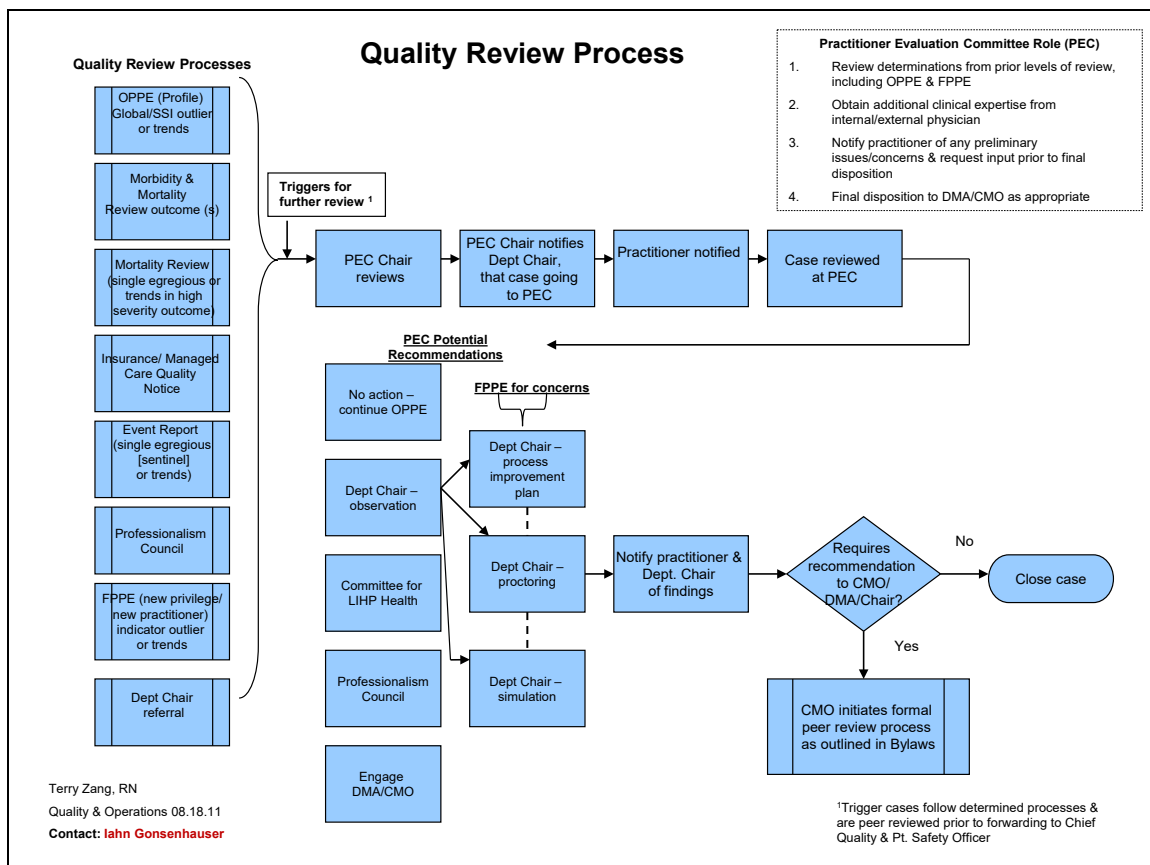 Quality Review Process
Practitioner Evaluation Committee Role (PEC)
1. Review determinations from prior levels of review,
including OPPE & FPPE
2. Obtain additional clinical expertise from
internal/external physician
3. Notify practitioner of any preliminary
issues/concerns & request input prior to final
disposition
4. Final disposition to DMA/CMO as appropriate
Quality Review Processes
OPPE (Profile)
Global/SSI outlier
or trends
Morbidity &
Mortality
Review outcome (s)
Mortality Review
(single egregious or
trends in high
severity outcome)
Insurance/ Managed
Care Quality
Notice
Event Report
(single egregious
[sentinel]
or trends)
Professionalism
Council
FPPE (new privilege/
new practitioner)
indicator outlier
or trends
Dept Chair
referral
Triggers for
further review 1
PEC Chair
reviews
PEC Chair notifies
Dept Chair,
that case going
to PEC
Practitioner notified
Case reviewed
at PEC
PEC Potential
Recommendations
No action –
continue OPPE
Dept Chair –
observation
Committee for
LIHP Health
Professionalism
Council
Engage
DMA/CMO
FPPE for concerns
Dept Chair –
process
improvement
plan
Dept Chair –
proctoring
Dept Chair –
simulation
Notify practitioner &
Dept. Chair
of findings
Requires
recommendation
to CMO/
DMA/Chair?
No
Close case
Yes
CMO initiates formal
peer review process
as outlined in Bylaws
Terry Zang, RN
Quality & Operations 08.18.11
Contact: Iahn Gonsenhauser
1Trigger cases follow determined processes &
are peer reviewed prior to forwarding to Chief
Quality & Pt. Safety Officer